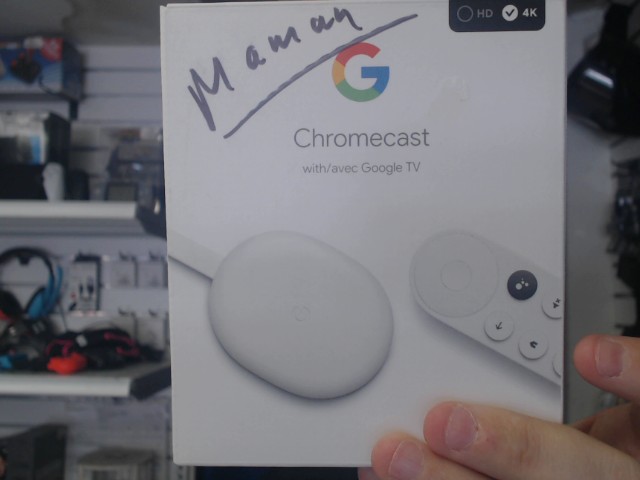 Maman
HD 4K
G
Chromecast
with/avec Google TV